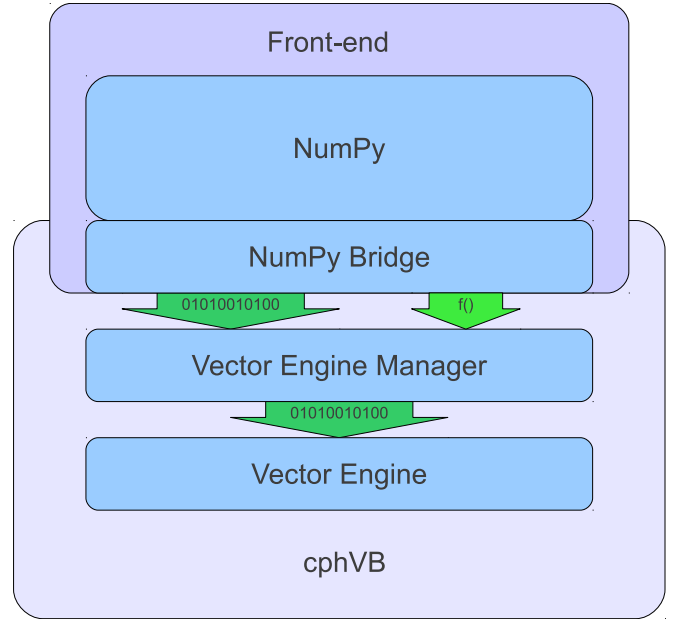 Front-end
NumPy
NumPy Bridge
01010010100 f()
Vector Engine Manager
01010010100
Vector Engine
cphVB